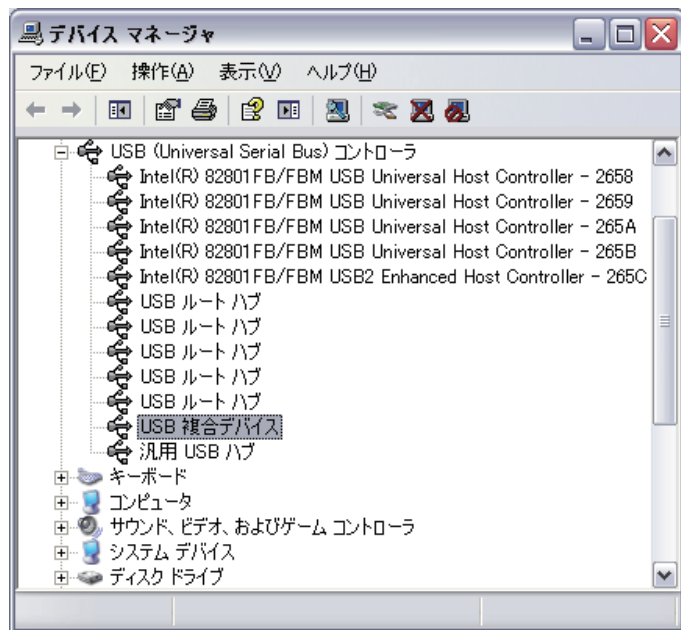 デバイス マネージャ
ファイル(F) 操作(A) 表示(V) ヘルプ(H)
USB (Universal Serial Bus) コントローラ
Intel(R) 82801FB/FBM USB Universal Host Controller - 2658
Intel(R) 82801FB/FBM USB Universal Host Controller - 2659
Intel(R) 82801FB/FBM USB Universal Host Controller - 265A
Intel(R) 82801FB/FBM USB Universal Host Controller - 265B
Intel(R) 82801FB/FBM USB2 Enhanced Host Controller - 265C
USB ルート ハブ
USB ルート ハブ
USB ルート ハブ
USB ルート ハブ
USB ルート ハブ
USB 複合デバイス
汎用 USB ハブ
キーボード
コンピュータ
サウンド、ビデオ、およびゲーム コントローラ
システム デバイス
ディスク ドライブ